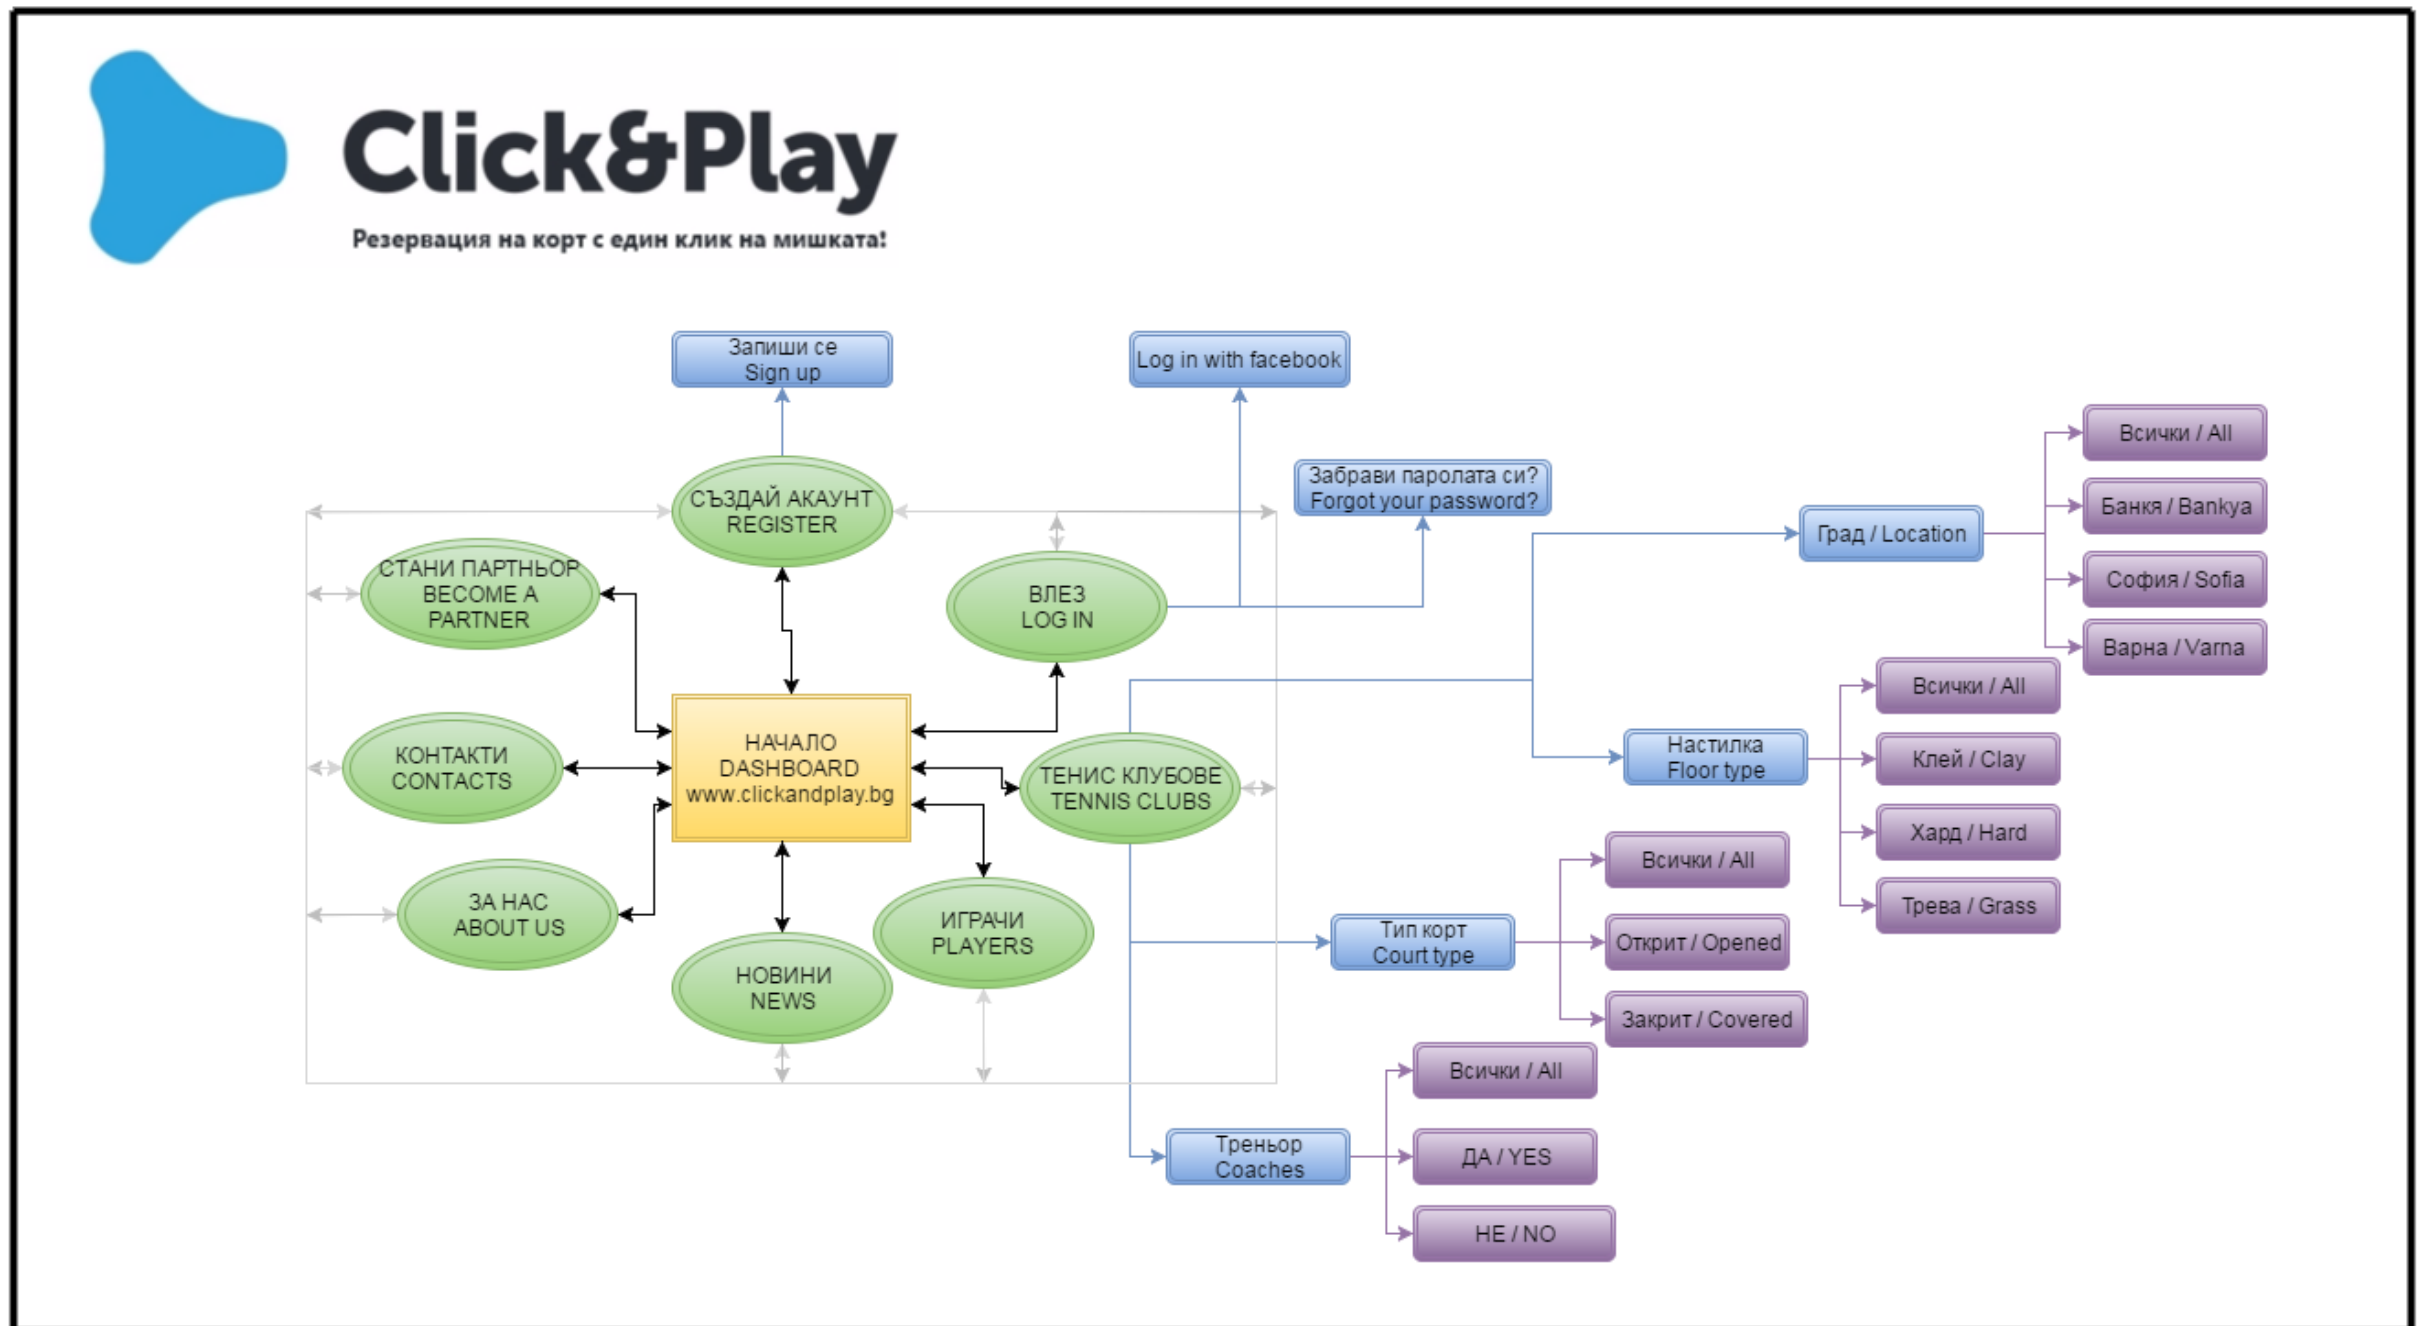 Click&Play
Резервация на корт с един клик на мишката!
Запиши се
Sign up
Log in with facebook
Забрави паролата си?
Forgot your password?
СЪЗДАЙ АКАУНТ
REGISTER
СТАНИ ПАРТНЬОР
BECOME A
PARTNER
ВЛЕЗ
LOG IN
КОНТАКТИ
CONTACTS
НАЧАЛО
DASHBOARD
www.clickandplay.bg
ТЕНИС КЛУБОВЕ
TENNIS CLUBS
ЗА НАС
ABOUT US
НОВИНИ
NEWS
ИГРАЧИ
PLAYERS
Град / Location
Всички / All
Банкя / Bankya
София / Sofia
Варна / Varna
Настилка
Floor type
Всички / All
Клей / Clay
Хард / Hard
Трева / Grass
Тип корт
Court type
Всички / All
Открит / Opened
Закрит / Covered
Треньор
Coaches
Всички / All
ДА / YES
НЕ / NO